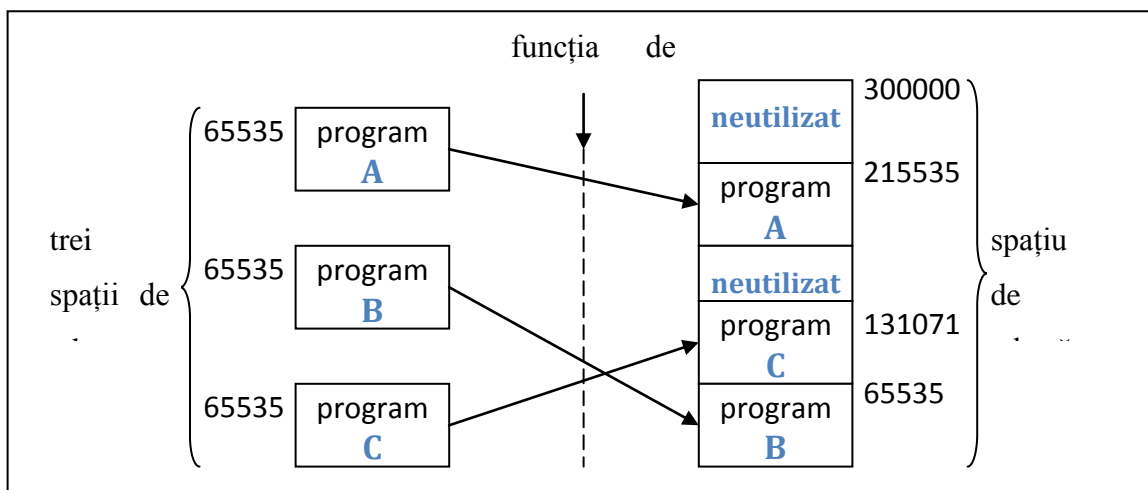 funcția de
300000
neutilizat
65535
program
A
215535
program
A
trei
spații de
65535
program
B
neutilizat
spațiu
de
131071
program
C
65535
program
C
65535
program
B